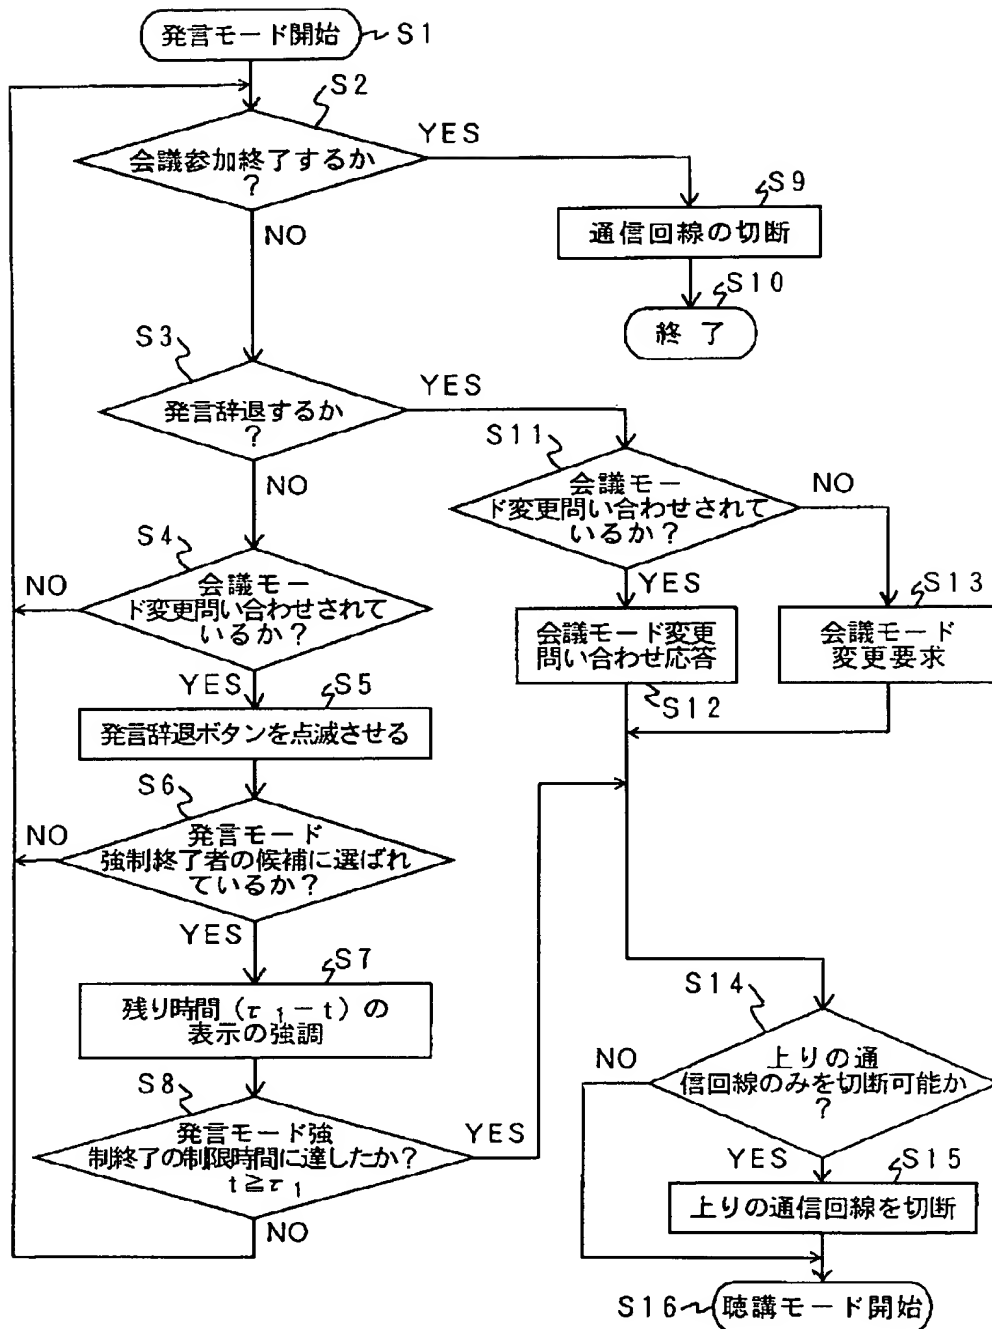 発言モード開始 S1
S2
会議参加終了するか
?
YES
NO
S9
通信回線の切断
S10
終了
S3
発言辞退するか
?
YES
NO
S11
会議モー
ド変更問い合わせされて
いるか?
NO
YES
S4
会議モー
ド変更問い合わせされて
いるか?
NO
YES
S13
会議モード
変更要求
会議モード変更
問い合わせ応答
S12
S5
発言辞退ボタンを点滅させる
S6
発言モード
強制終了者の候補に選ばれ
ているか?
NO
YES
S7
残り時間(τ1-t)の
表示の強調
S8
発言モード強
制終了の制限時間に達したか?
t≧τ1
YES
NO
S14
上りの通
信回線のみを切断可能か
?
NO
YES
S15
上りの通信回線を切断
S16 聴講モード開始